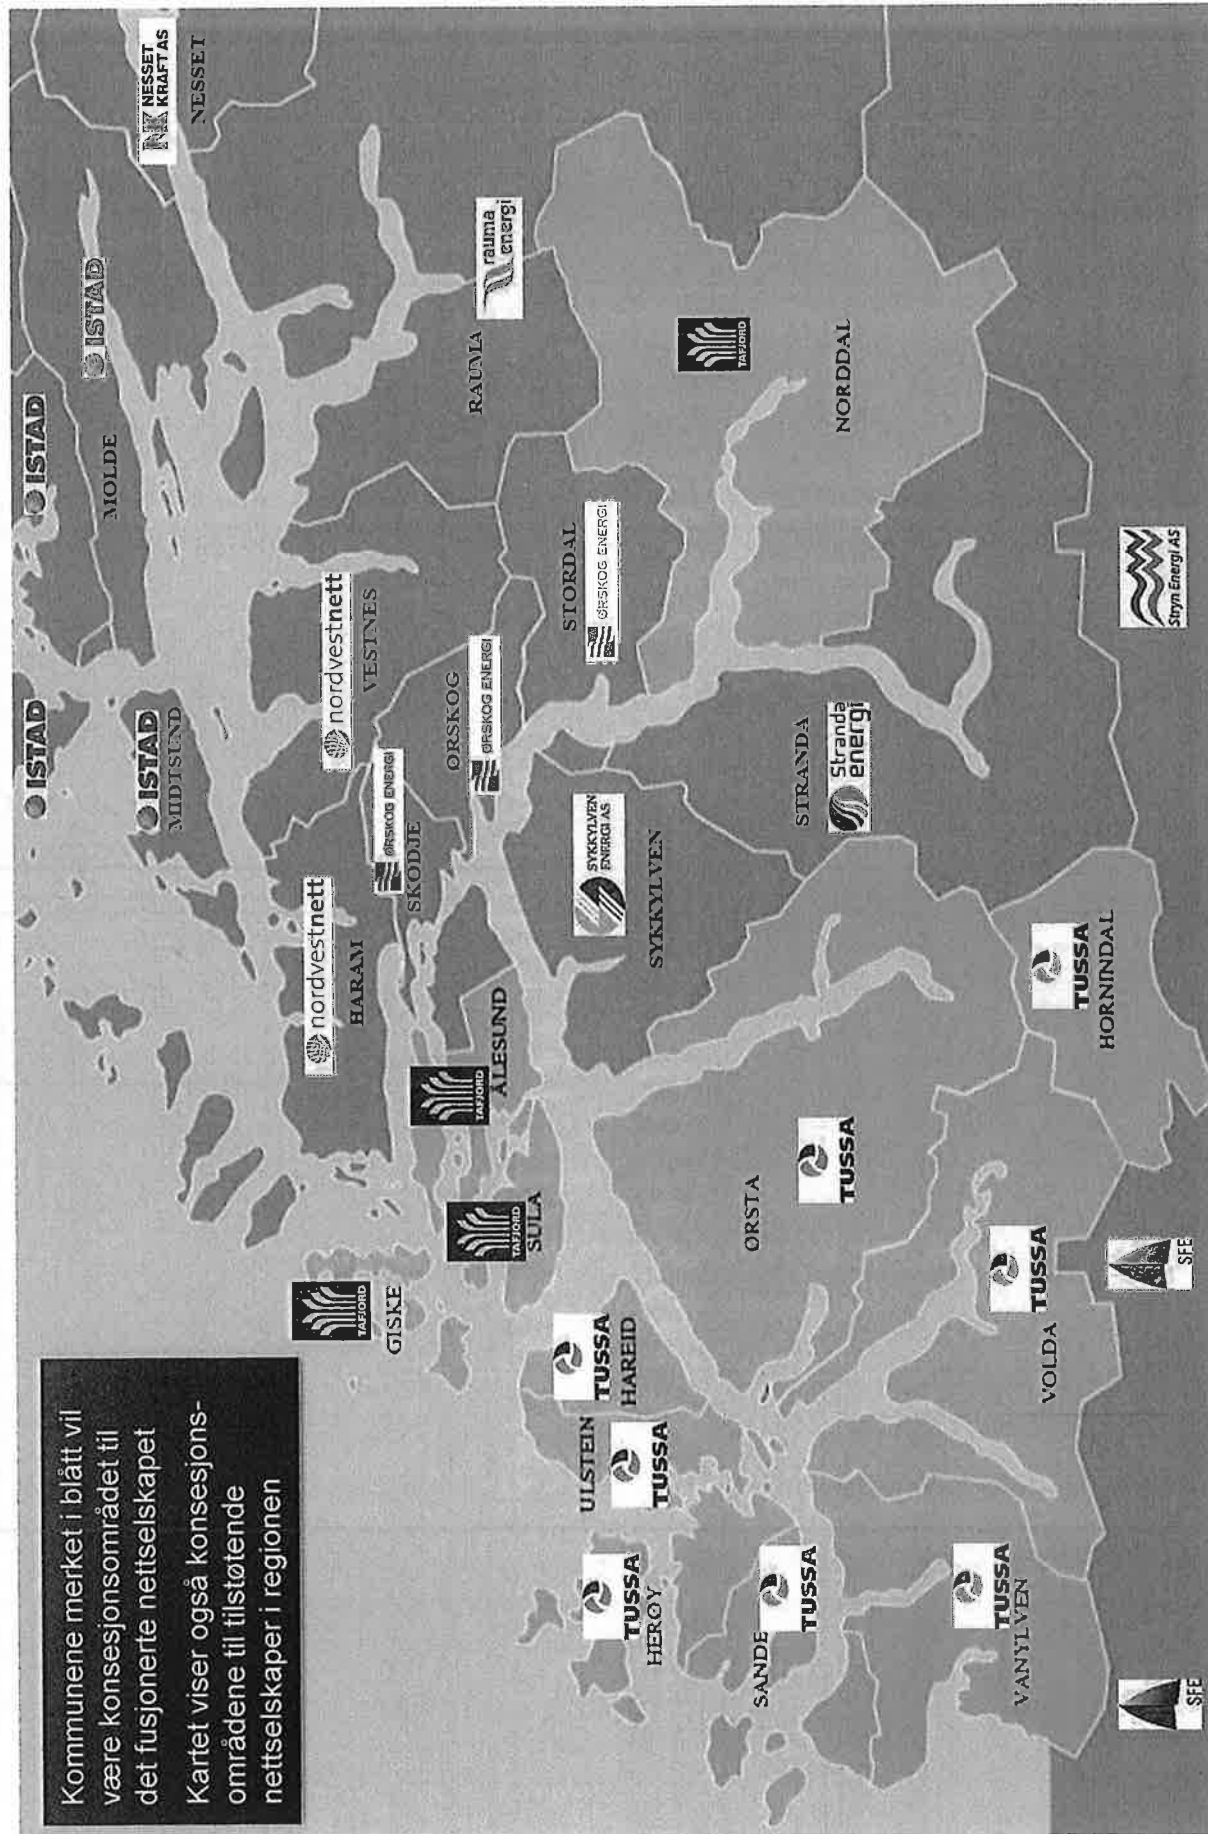 Kommunene merket i blått vil
være konsesjonsområdet til
det fusjonerte nettselskapet
Kartet viser også konsesjons-
områdene til tilstøtende
nettselskaper i regionen
ISTAD
ISTAD
MOLDE
ISTAD
NK NESSET
KRAFT AS
NESSET
ISTAD
MIDTSUND
nordvestnett
VESTNES
rauma
energi
RAUMA
nordvestnett
HARAM
ØRSKOG ENERGI
SKODJE
ØRSKOG
ØRSKOG ENERGI
STORDAL
ØRSKOG ENERGI
TAFJORD
GISKE
TAFJORD
ÅLESUND
TAFJORD
SULA
SYKKYLVEN
ENERGI AS
SYKKYLVEN
TAFJORD
NORDDAL
STRANDA
Stranda
energi
TUSSA
HAREID
ULSTEIN
TUSSA
TUSSA
HERØY
ØRSTA
TUSSA
SANDE
TUSSA
TUSSA
HORNINDAL
TUSSA
VOLDA
TUSSA
VANYLVEN
Stryn Energi AS
SFE
SFE